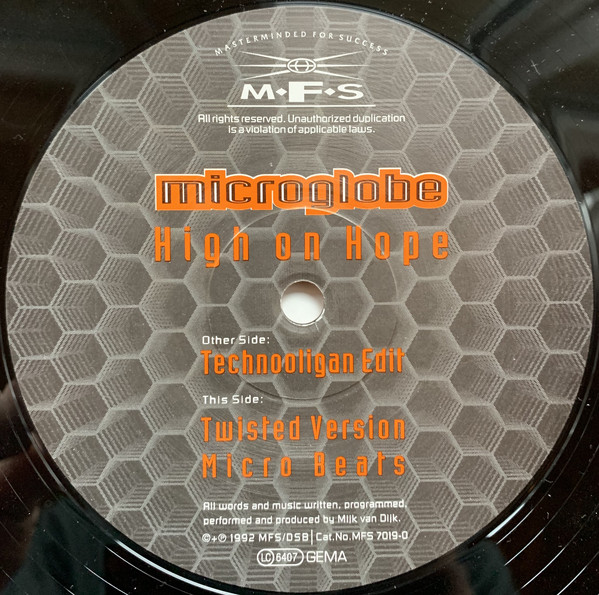 MASTERMINDED FOR SUCCESS
M·F·S
All rights reserved. Unauthorized duplication
is a violation of applicable laws.
microglobe
High on Hope
Other Side:
Technooligan Edit
This Side:
Twisted Version
Micro Beats
All words and music written, programmed,
performed and produced by Mijk van Dijk.
©+℗ 1992 MFS/DSB|Cat.No.MFS 7019-0
LC 6407 GEMA